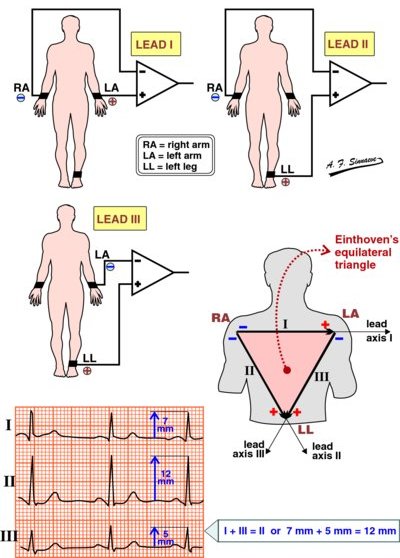 LEAD I
RA
LA
-
+
⊖
⊕
LEAD II
RA
⊖
-
+
LL
⊕
RA = right arm
LA = left arm
LL = left leg
A. F. Sinnaeve
LEAD III
LA
⊖
-
+
LL
⊕
Einthoven's
equilateral
triangle
RA
LA
-
I
+
lead
axis I
-
-
II
III
+
+
LL
lead
axis III
lead
axis II
I
7
mm
II
12
mm
III
5
mm
I + III = II or 7 mm + 5 mm = 12 mm